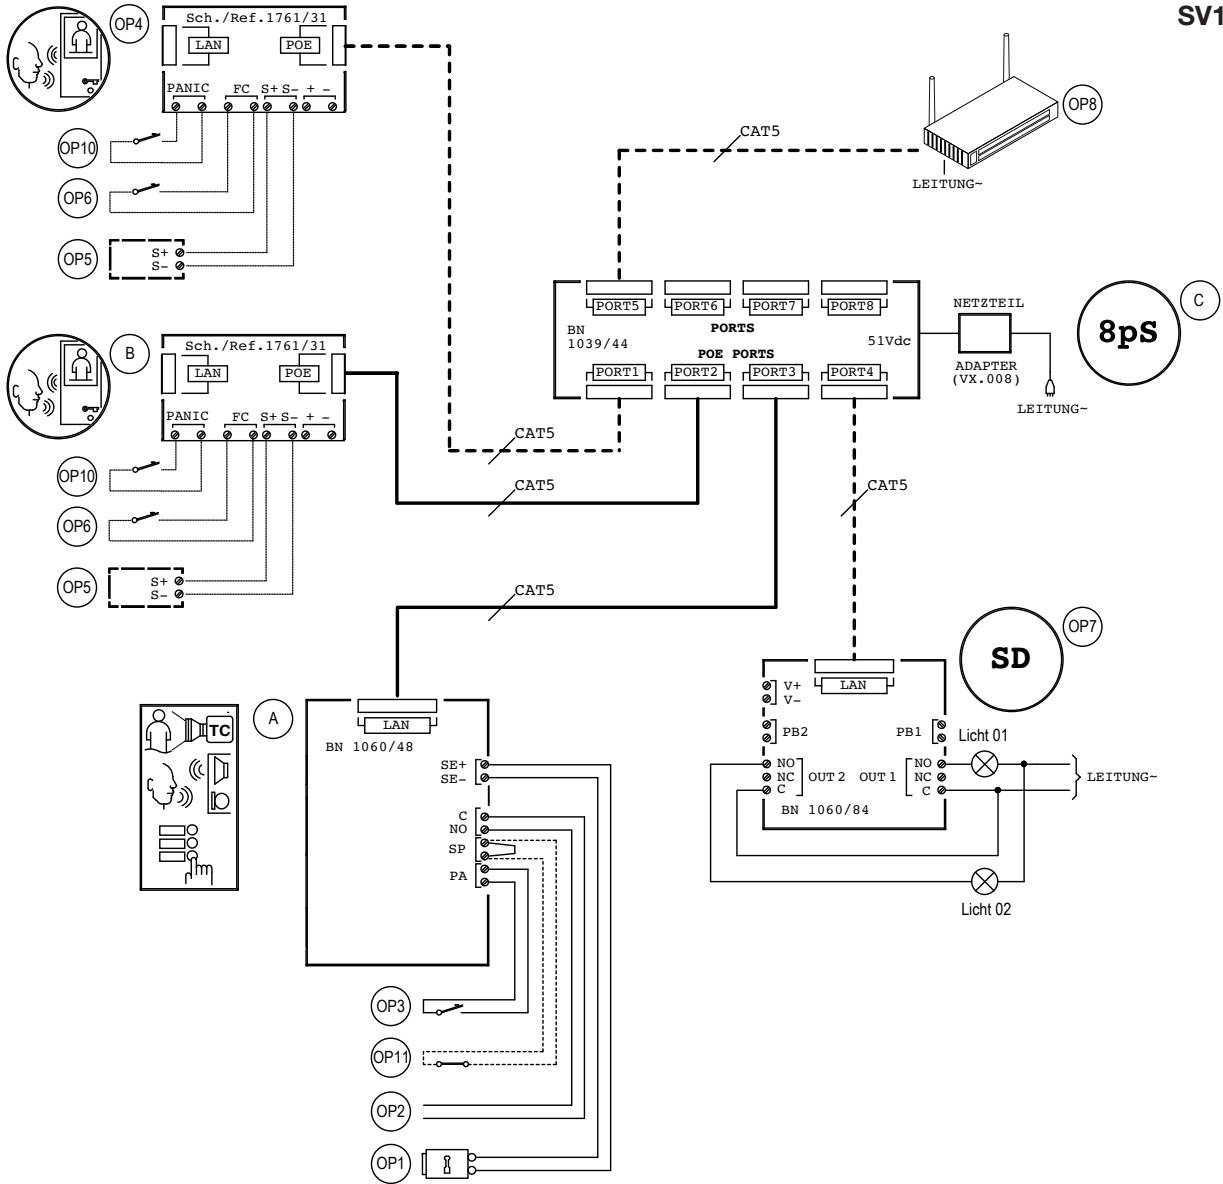 SV1
OP4
Sch./Ref.1761/31
LAN
POE
PANIC FC S+ S- + -
OP10
OP6
OP5
S+
S-
CAT5
OP8
LEITUNG~
B
Sch./Ref.1761/31
LAN
POE
PANIC FC S+ S- + -
OP10
OP6
OP5
S+
S-
PORT5 PORT6 PORT7 PORT8
BN
1039/44
PORTS
POE PORTS
PORT1 PORT2 PORT3 PORT4
51Vdc
NETZTEIL
ADAPTER
(VX.008)
LEITUNG~
8pS
C
CAT5
CAT5
CAT5
CAT5
A
TC
LAN
BN 1060/48
SE+
SE-
C
NO
SP
PA
OP3
OP11
OP2
OP1
SD
OP7
LAN
V+
V-
PB2
PB1
NO
NC
C
OUT 2
OUT 1
NO
NC
C
BN 1060/84
Licht 01
LEITUNG~
Licht 02